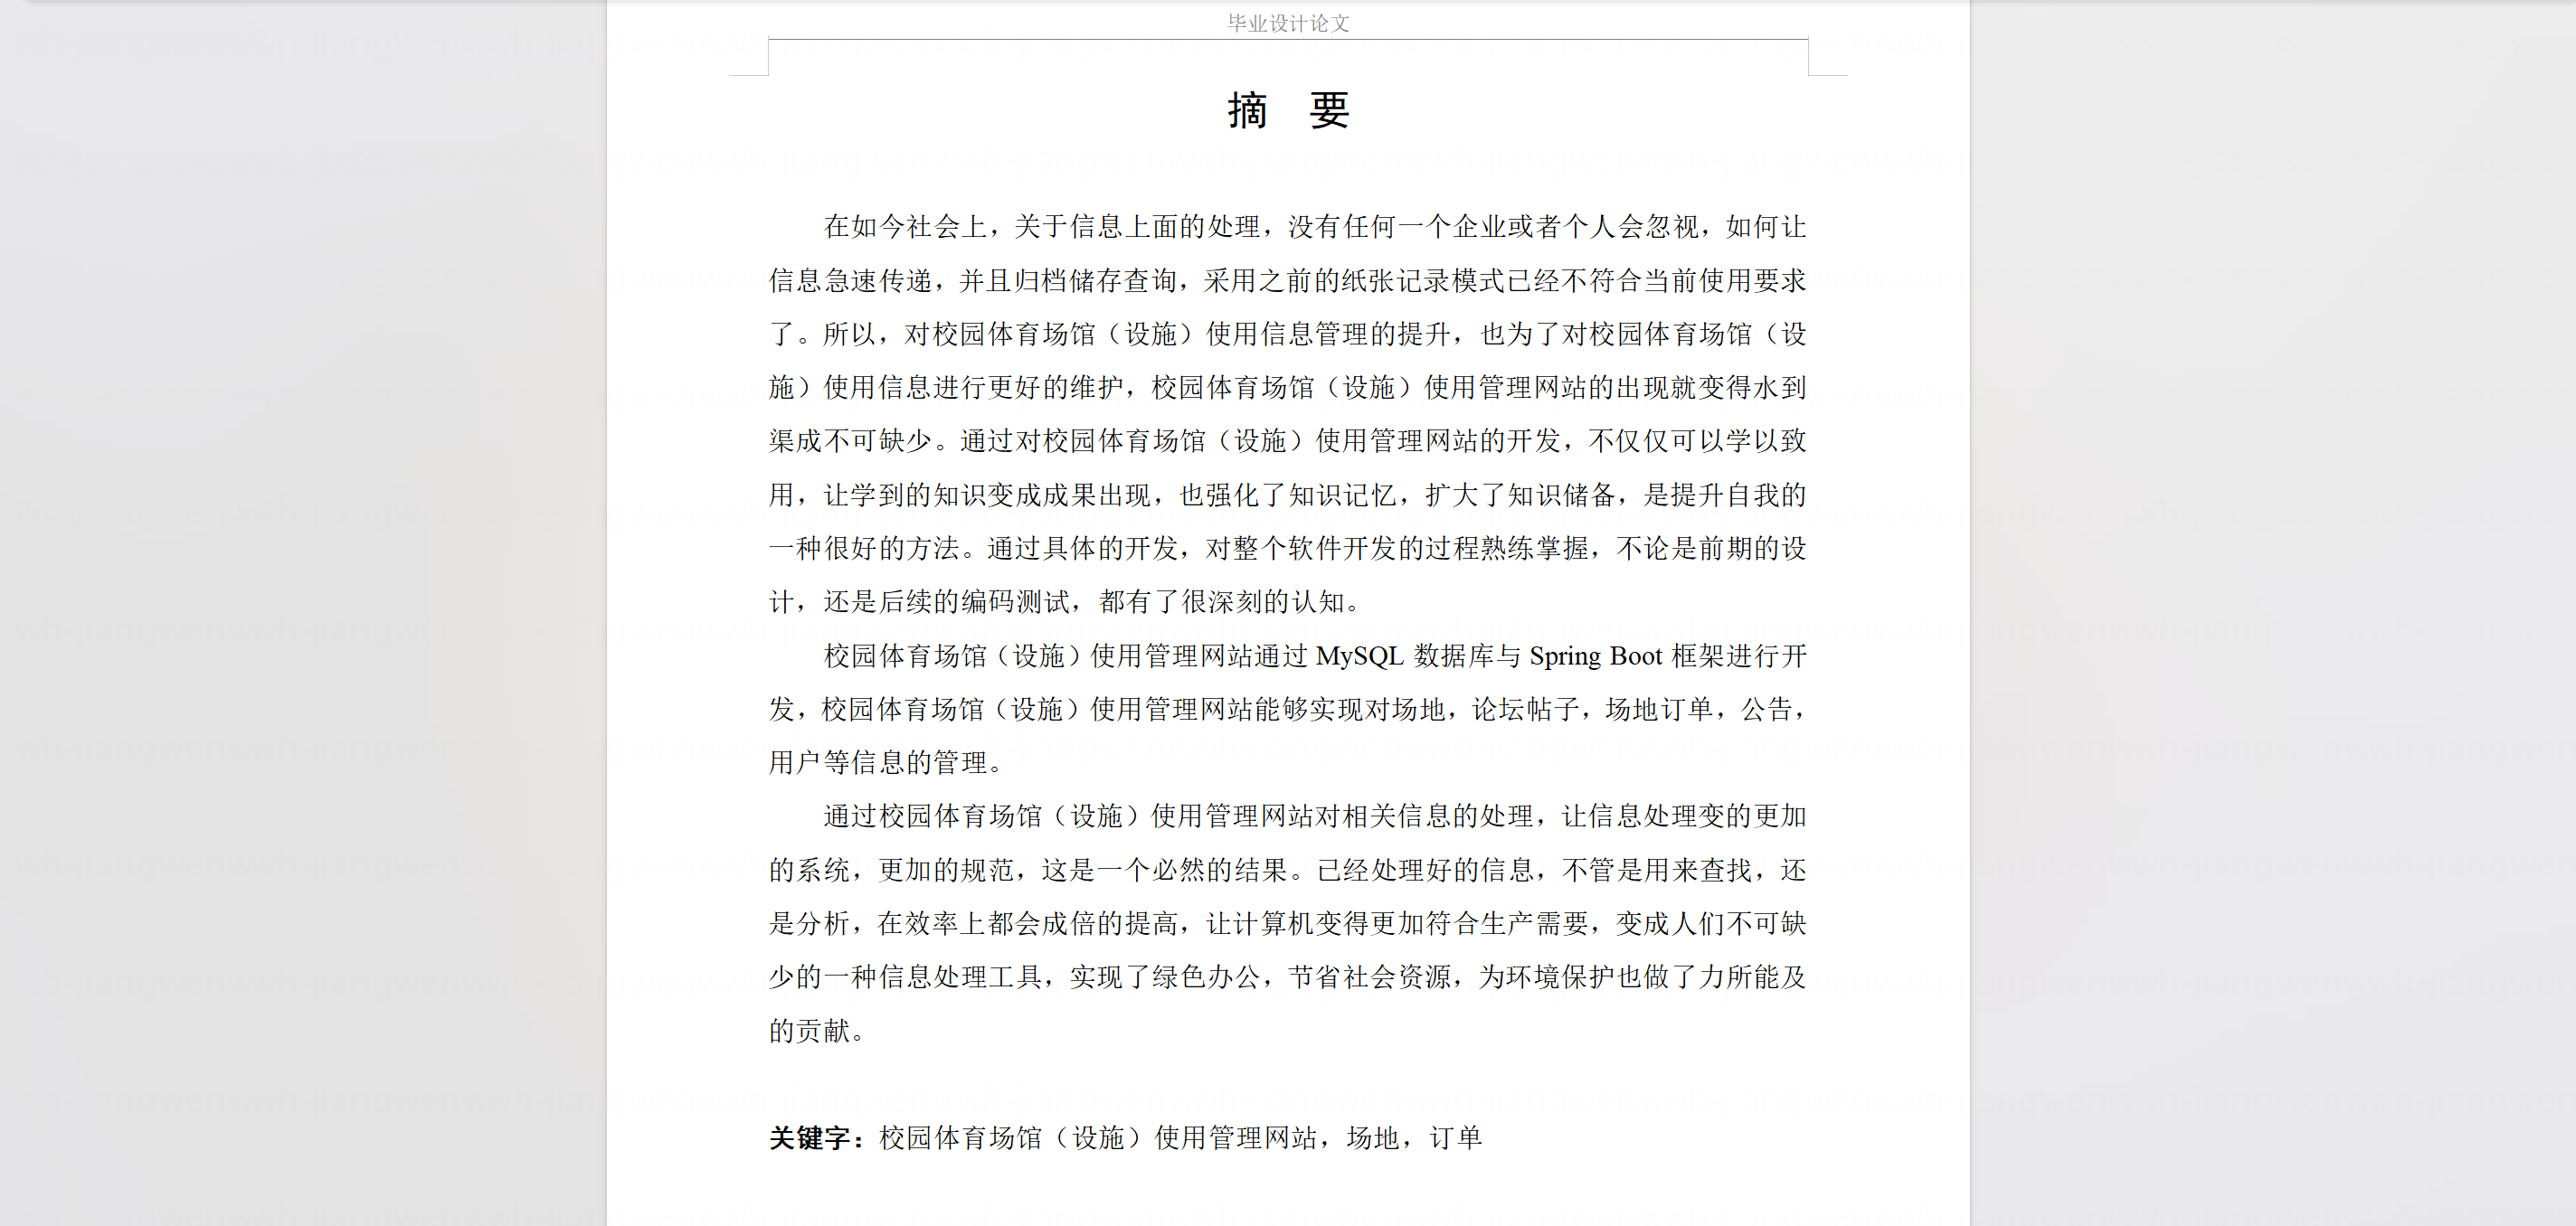 毕业设计论文
摘 要
在如今社会上，关于信息上面的处理，没有任何一个企业或者个人会忽视，如何让
信息急速传递，并且归档储存查询，采用之前的纸张记录模式已经不符合当前使用要求
了。所以，对校园体育场馆（设施）使用信息管理的提升，也为了对校园体育场馆（设
施）使用信息进行更好的维护，校园体育场馆（设施）使用管理网站的出现就变得水到
渠成不可缺少。通过对校园体育场馆（设施）使用管理网站的开发，不仅仅可以学以致
用，让学到的知识变成成果出现，也强化了知识记忆，扩大了知识储备，是提升自我的
一种很好的方法。通过具体的开发，对整个软件开发的过程熟练掌握，不论是前期的设
计，还是后续的编码测试，都有了很深刻的认知。
校园体育场馆（设施）使用管理网站通过 MySQL 数据库与 Spring Boot 框架进行开
发，校园体育场馆（设施）使用管理网站能够实现对场地，论坛帖子，场地订单，公告，
用户等信息的管理。
通过校园体育场馆（设施）使用管理网站对相关信息的处理，让信息处理变的更加
的系统，更加的规范，这是一个必然的结果。已经处理好的信息，不管是用来查找，还
是分析，在效率上都会成倍的提高，让计算机变得更加符合生产需要，变成人们不可缺
少的一种信息处理工具，实现了绿色办公，节省社会资源，为环境保护也做了力所能及
的贡献。
关键字：校园体育场馆（设施）使用管理网站，场地，订单